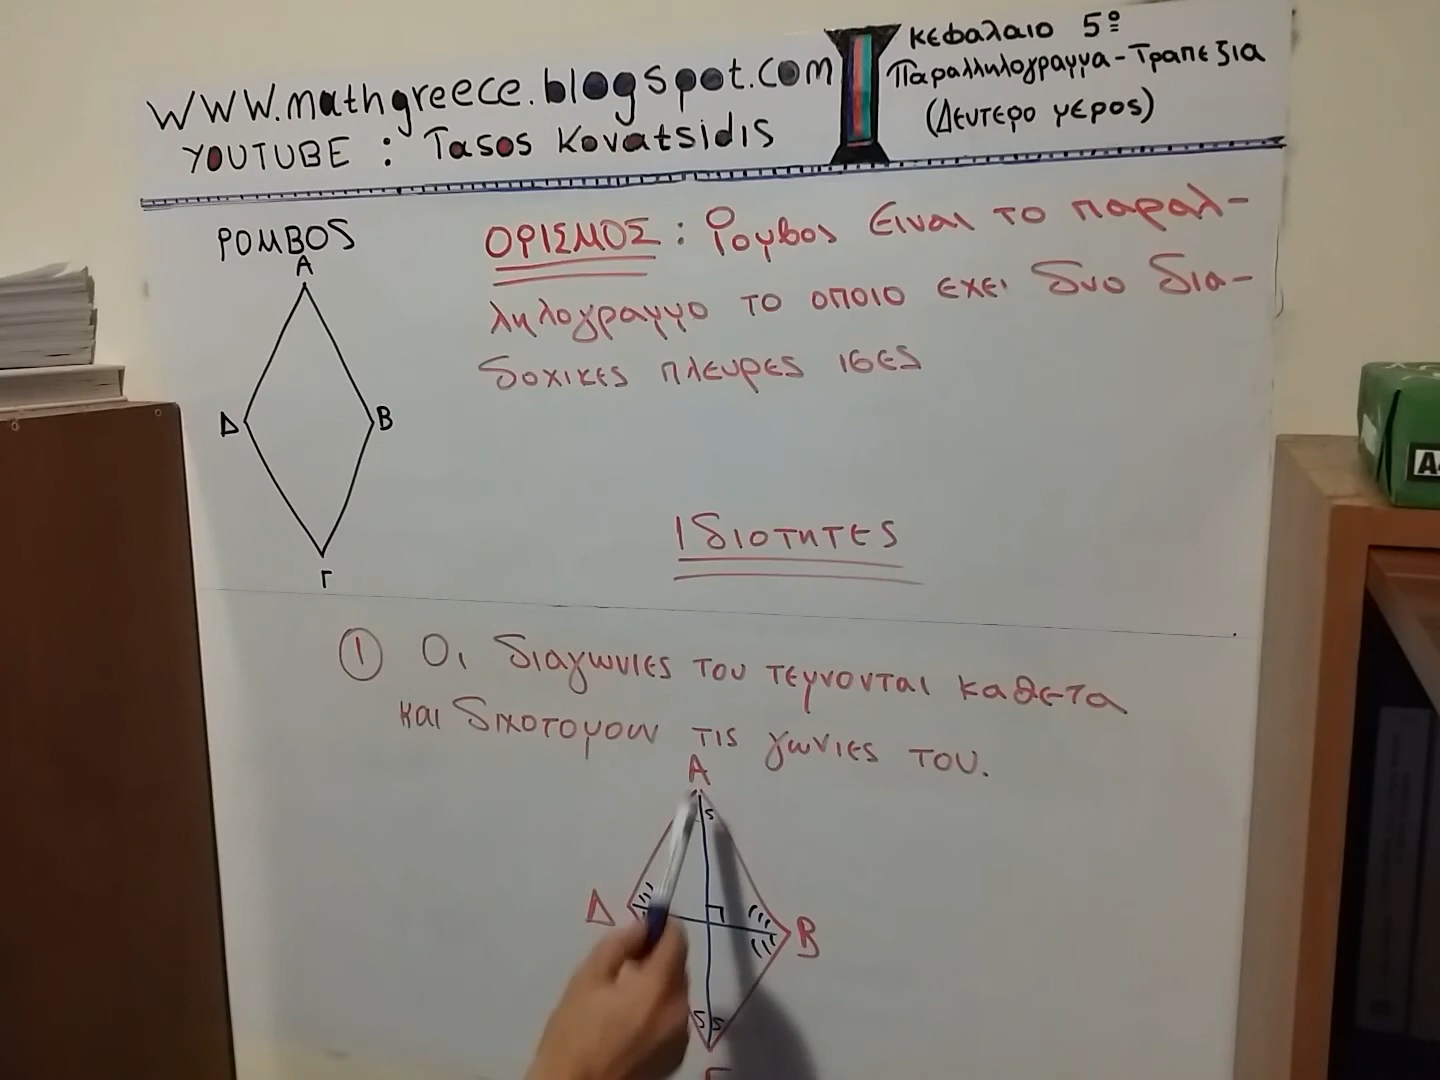 www.mathgreece.blogspot.com
YOUTUBE : Tasos Kovatsidis
κεφαλαιο 5º
Παραλληλογραμμα-Τραπεζια
(Δευτερο μερος)
ΡΟΜΒΟΣ
Α
Δ
Β
Γ
ΟΡΙΣΜΟΣ : Ρομβος ειναι το παραλ-
ληλογραμμο το οποιο εχει δυο δια-
δοχικες πλευρες ισες
Ιδιοτητες
① Οι διαγωνιες του τεμνονται καθετα
και διχοτομουν τις γωνιες του.
Α
Δ
Β
Γ